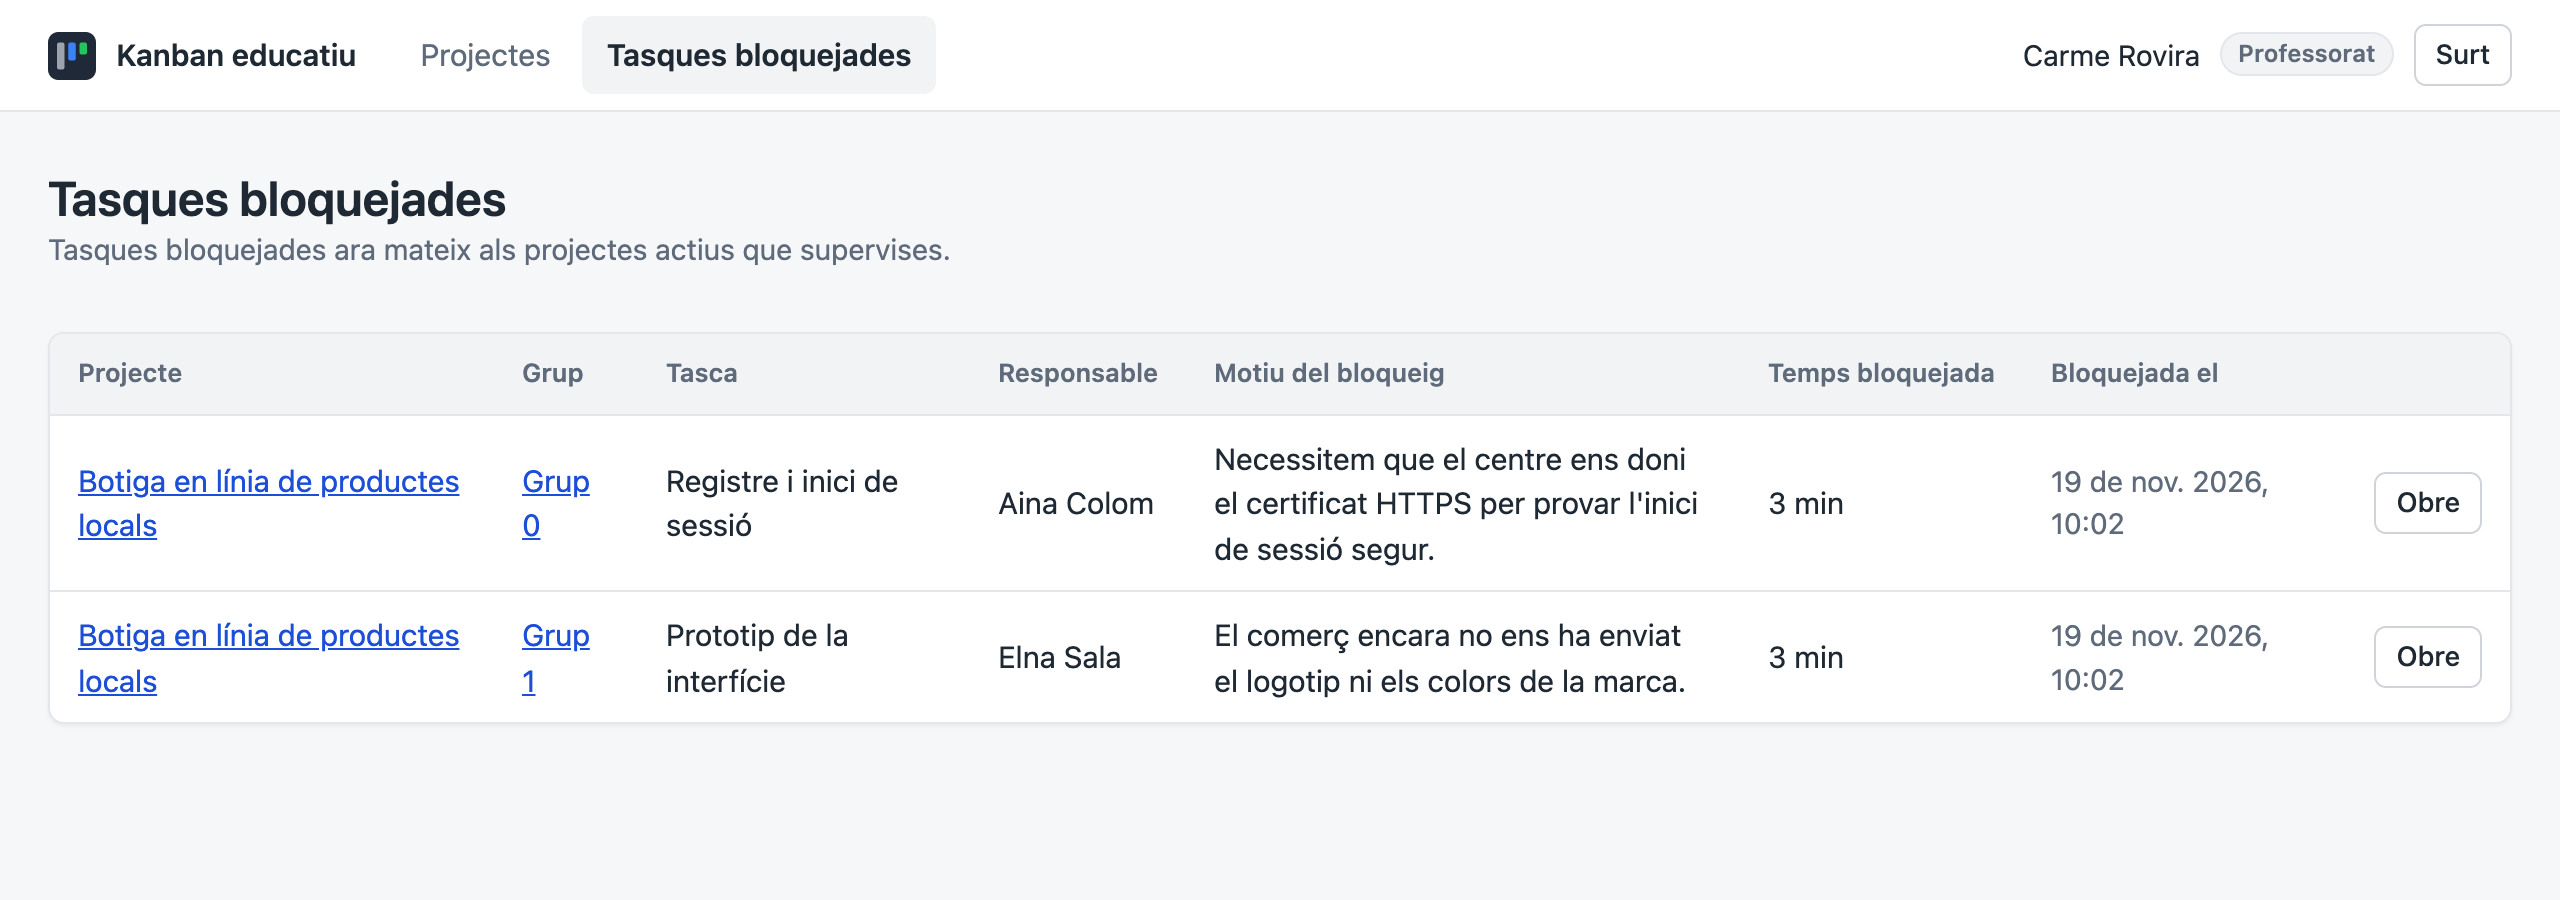 Kanban educatiu
Projectes
Tasques bloquejades
Carme Rovira
Professorat
Surt
Tasques bloquejades
Tasques bloquejades ara mateix als projectes actius que supervises.
Projecte
Grup
Tasca
Responsable
Motiu del bloqueig
Temps bloquejada
Bloquejada el
Botiga en línia de productes
locals
Grup
0
Registre i inici de
sessió
Aina Colom
Necessitem que el centre ens doni
el certificat HTTPS per provar l'inici
de sessió segur.
3 min
19 de nov. 2026,
10:02
Obre
Botiga en línia de productes
locals
Grup
1
Prototip de la
interfície
Elna Sala
El comerç encara no ens ha enviat
el logotip ni els colors de la marca.
3 min
19 de nov. 2026,
10:02
Obre